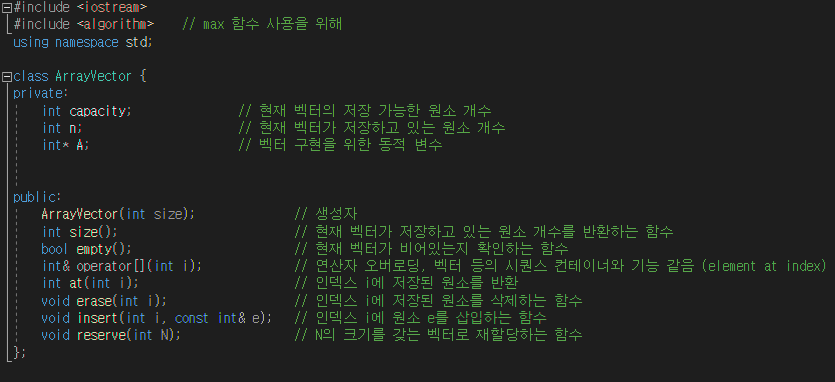 #include <iostream>
#include <algorithm>    // max 함수 사용을 위해
using namespace std;
class ArrayVector {
private:
    int capacity;    // 현재 벡터의 저장 가능한 원소 개수
    int n;    // 현재 벡터가 저장하고 있는 원소 개수
    int* A;    // 벡터 구현을 위한 동적 변수
public:
    ArrayVector(int size);    // 생성자
    int size();    // 현재 벡터가 저장하고 있는 원소 개수를 반환하는 함수
    bool empty();    // 현재 벡터가 비어있는지 확인하는 함수
    int& operator[](int i);    // 연산자 오버로딩, 벡터 등의 시퀀스 컨테이너와 기능 같음 (element at index)
    int at(int i);    // 인덱스 i에 저장된 원소를 반환
    void erase(int i);    // 인덱스 i에 저장된 원소를 삭제하는 함수
    void insert(int i, const int& e);    // 인덱스 i에 원소 e를 삽입하는 함수
    void reserve(int N);    // N의 크기를 갖는 벡터로 재할당하는 함수
};